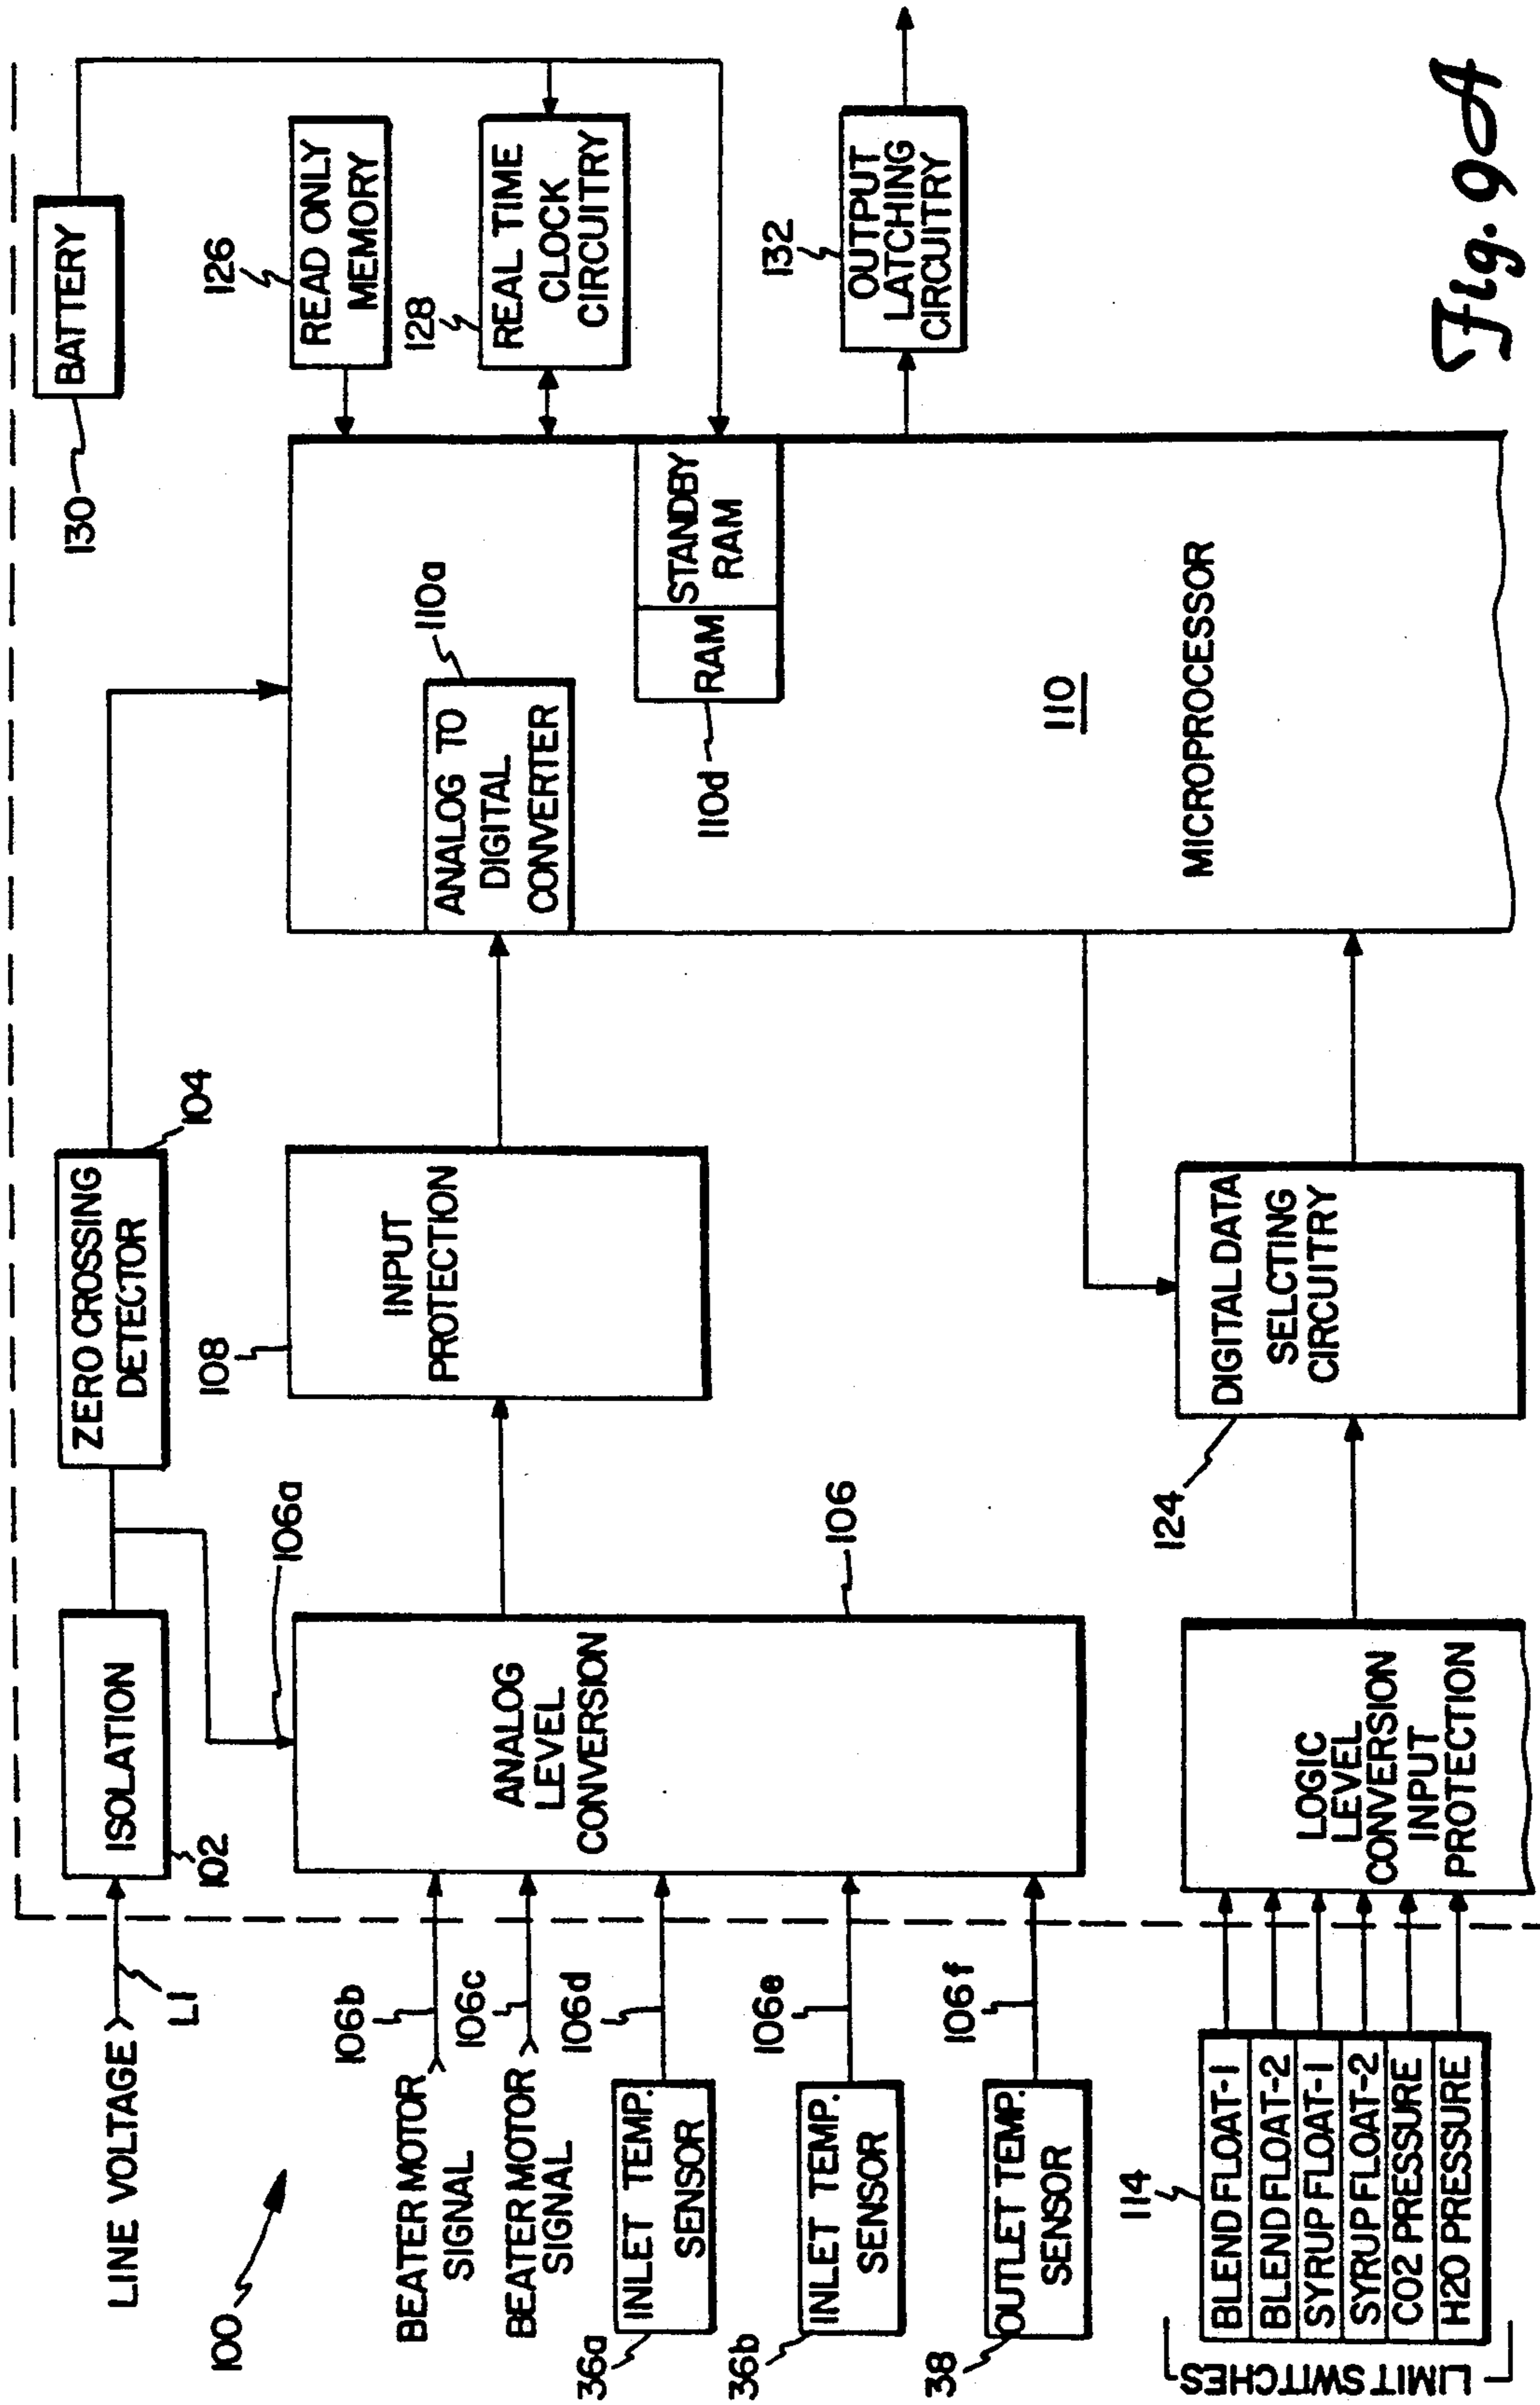 LINE VOLTAGE
L1
ISOLATION
102
ZERO CROSSING
DETECTOR
104
BATTERY
130
100
106a
BEATER MOTOR
SIGNAL
106b
BEATER MOTOR
SIGNAL
106c
INLET TEMP.
SENSOR
36a
106d
INLET TEMP.
SENSOR
36b
106e
OUTLET TEMP.
SENSOR
38
106f
ANALOG
LEVEL
CONVERSION
106
108
INPUT
PROTECTION
ANALOG TO
DIGITAL
CONVERTER
110a
RAM
STANDBY
RAM
110d
110
MICROPROCESSOR
126
READ ONLY
MEMORY
128
REAL TIME
CLOCK
CIRCUITRY
132
OUTPUT
LATCHING
CIRCUITRY
LIMIT SWITCHES
114
BLEND FLOAT-1
BLEND FLOAT-2
SYRUP FLOAT-1
SYRUP FLOAT-2
CO2 PRESSURE
H2O PRESSURE
LOGIC
LEVEL
CONVERSION
INPUT
PROTECTION
124
DIGITAL DATA
SELCTING
CIRCUITRY
Fig. 9A